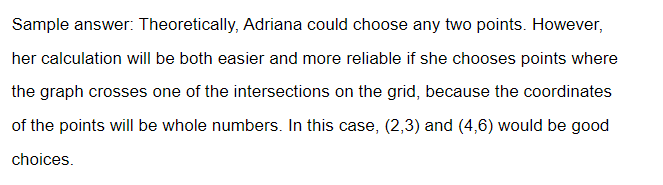 Sample answer: Theoretically, Adriana could choose any two points. However,
her calculation will be both easier and more reliable if she chooses points where
the graph crosses one of the intersections on the grid, because the coordinates
of the points will be whole numbers. In this case, (2,3) and (4,6) would be good
choices.